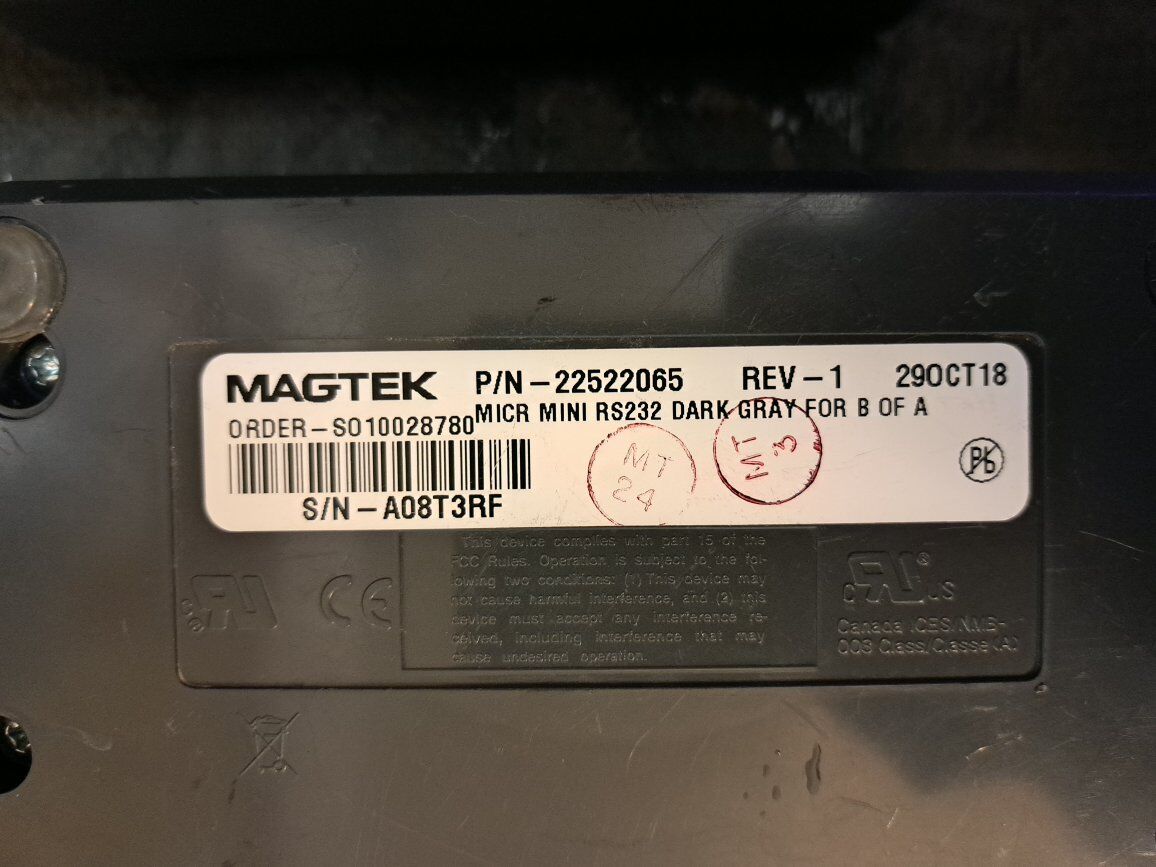 MAGTEK P/N-22522065 REV-1 29OCT18
ORDER-SO10028780 MICR MINI RS232 DARK GRAY FOR B OF A
S/N-A08T3RF
MT
24
MT
3
Pb
This device complies with part 15 of the
FCC Rules. Operation is subject to the fol-
lowing two conditions: (1) This device may
not cause harmful interference, and (2) this
device must accept any interference re-
ceived, including interference that may
cause undesired operation.
CE
C US
Canada ICES/NMB-
003 Class/Classe (A)